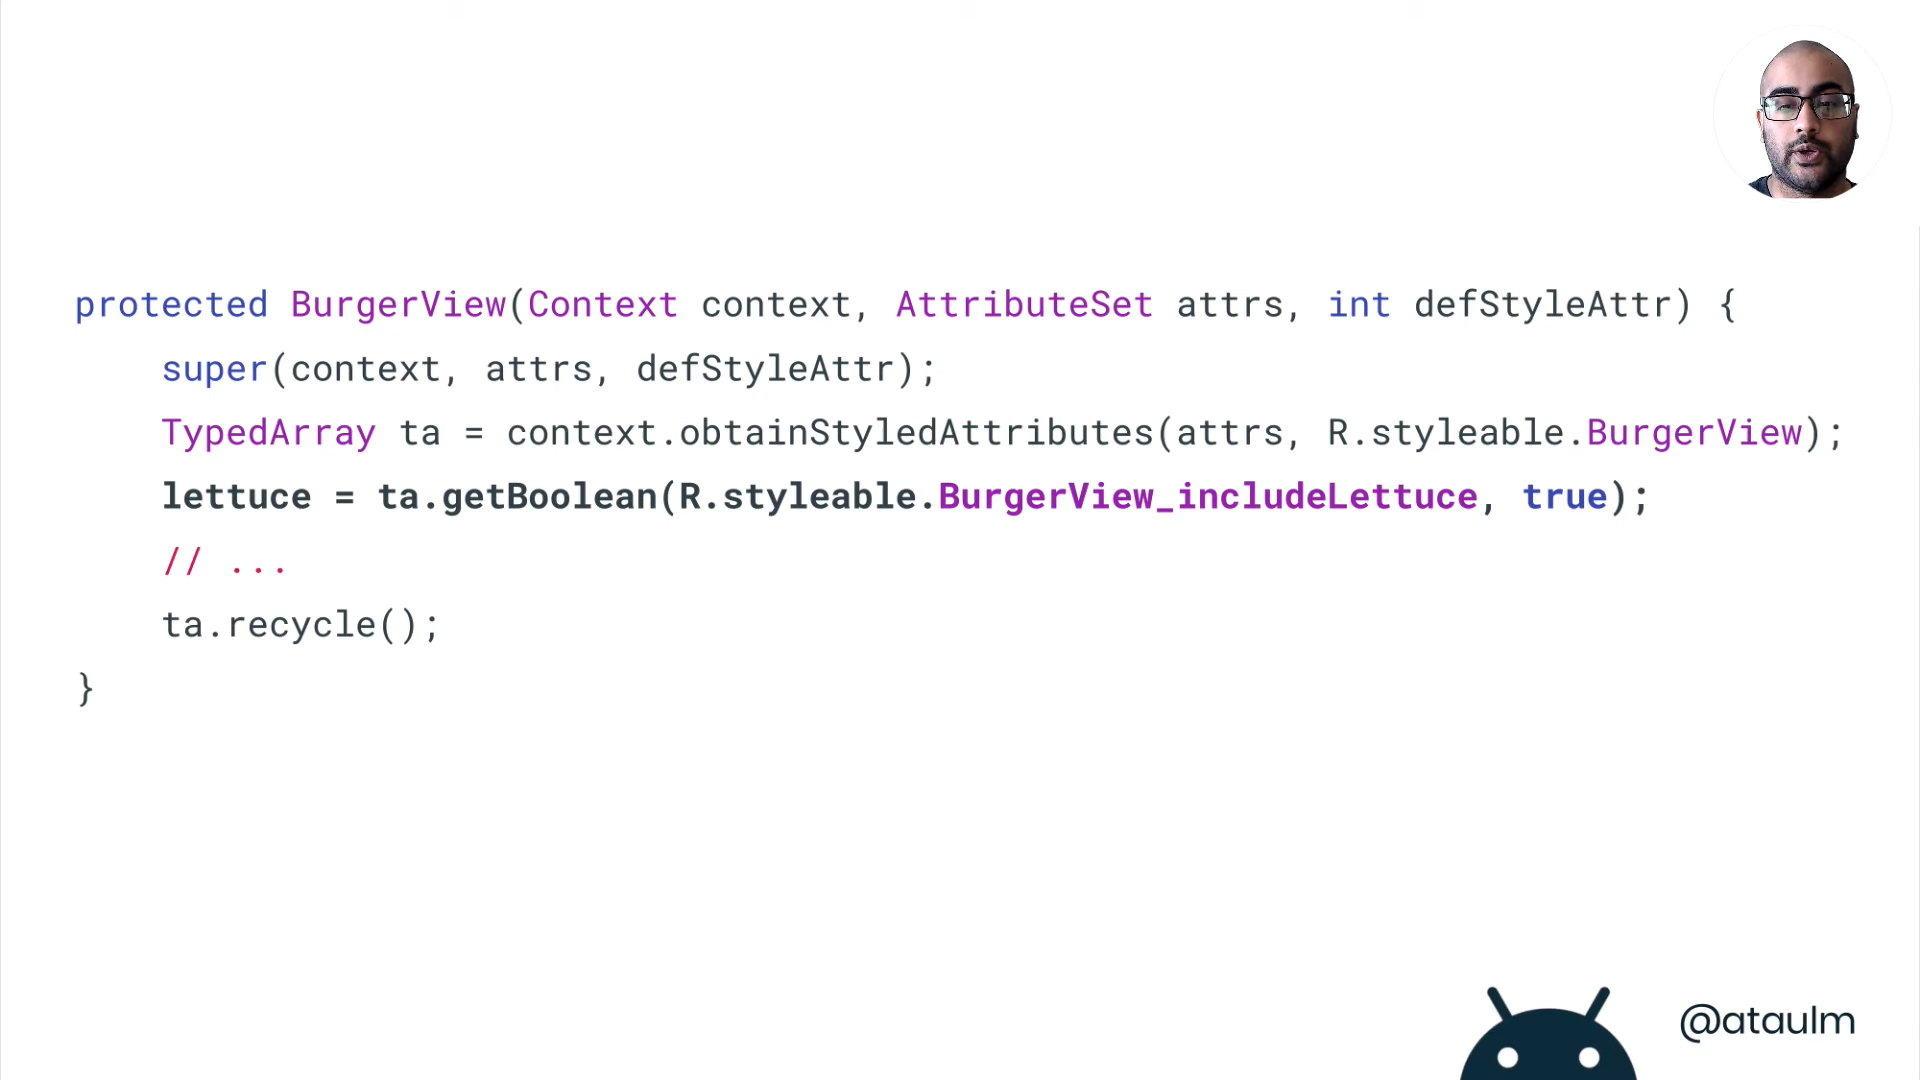 protected BurgerView(Context context, AttributeSet attrs, int defStyleAttr) {
    super(context, attrs, defStyleAttr);
    TypedArray ta = context.obtainStyledAttributes(attrs, R.styleable.BurgerView);
    lettuce = ta.getBoolean(R.styleable.BurgerView_includeLettuce, true);
    // ...
    ta.recycle();
}
@ataulm